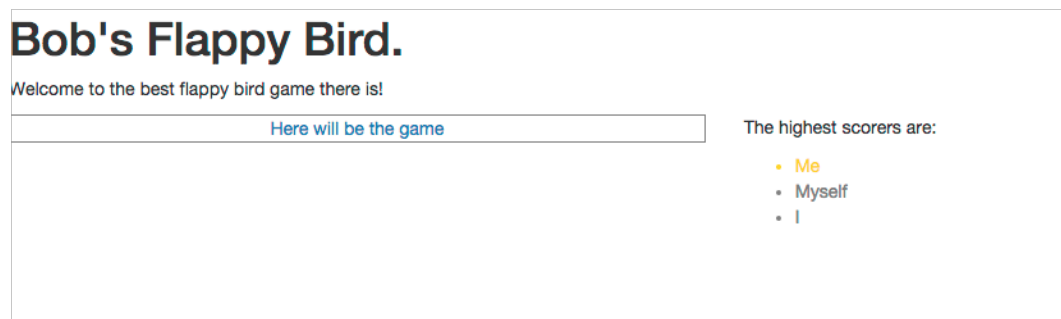 Bob's Flappy Bird.
Welcome to the best flappy bird game there is!
Here will be the game
The highest scorers are:
Me
Myself
I